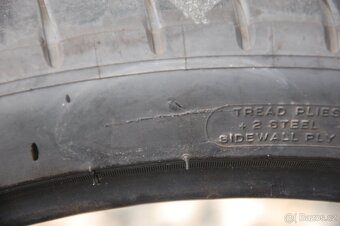 TREAD PLIES
+ 2 STEEL
SIDEWALL PLY
Bazos.cz